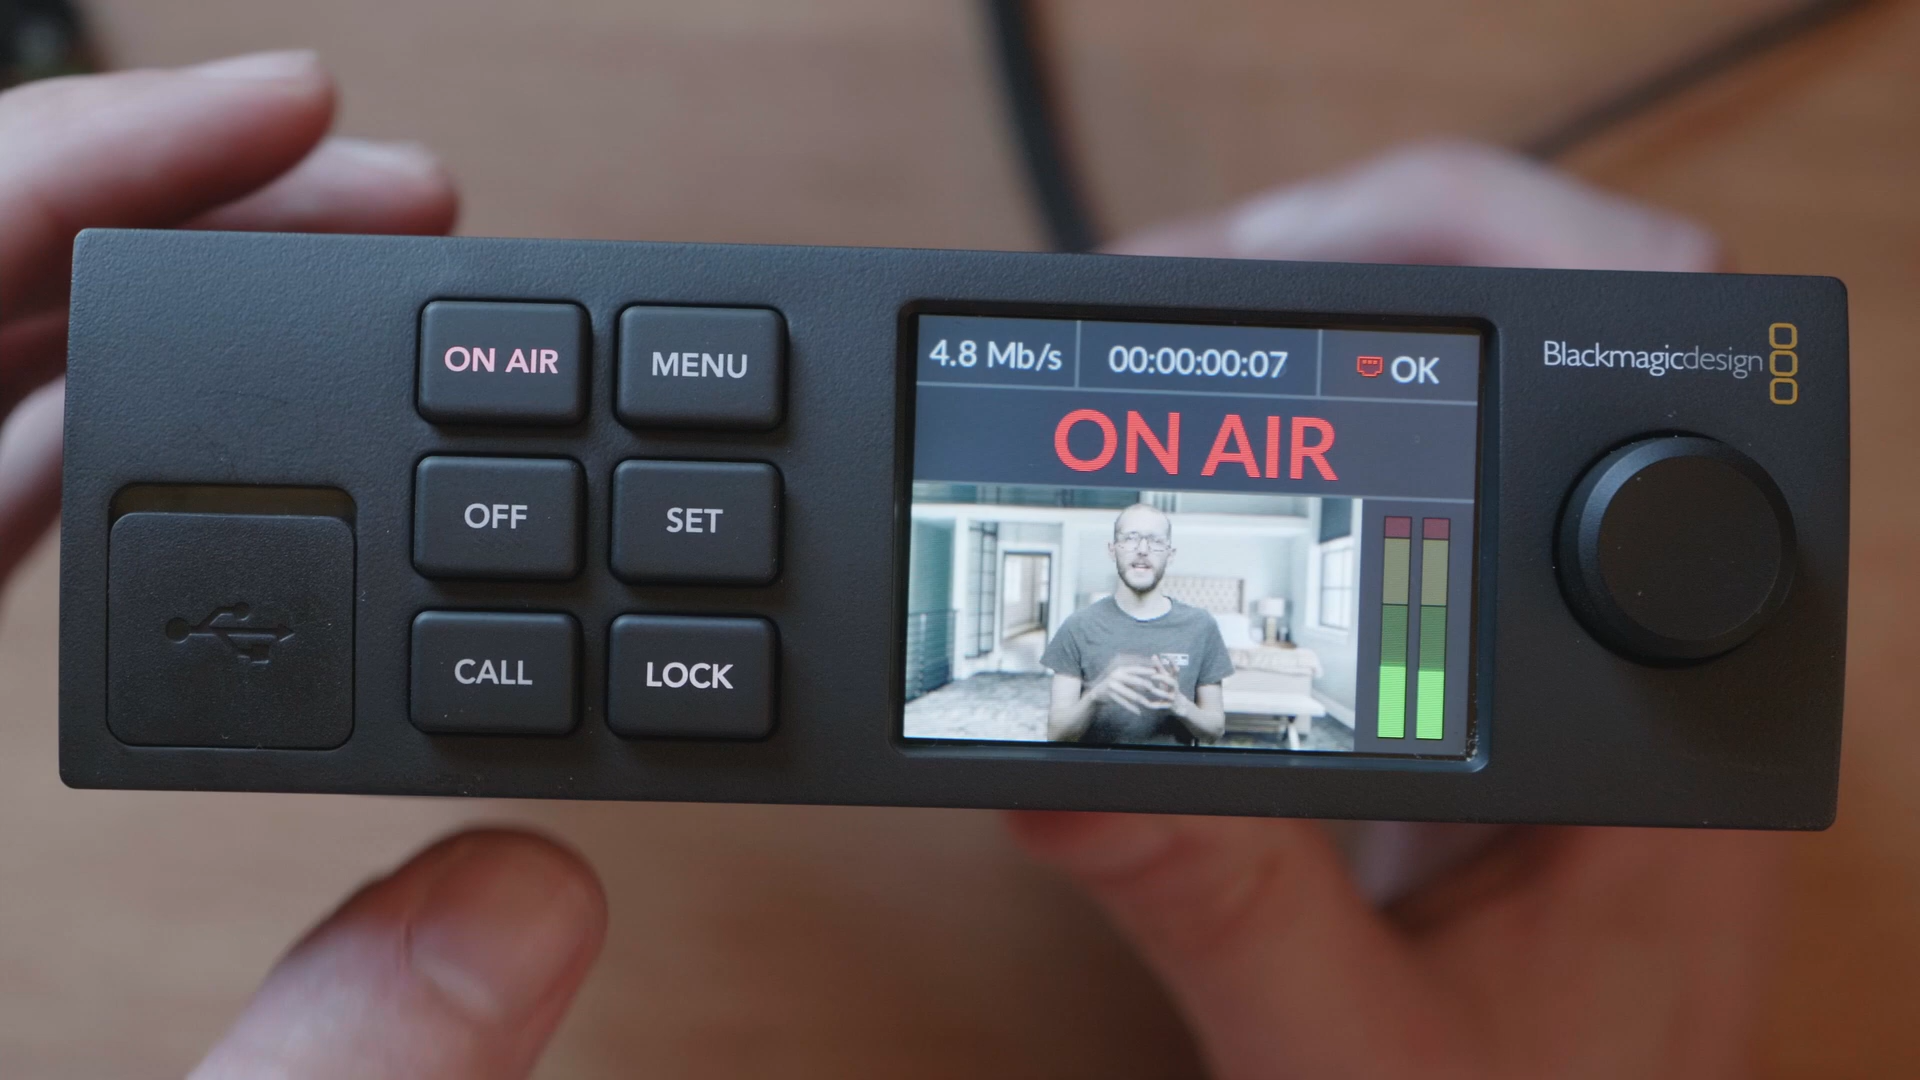 ON AIR
MENU
OFF
SET
CALL
LOCK
4.8 Mb/s
00:00:00:07
OK
ON AIR
Blackmagicdesign